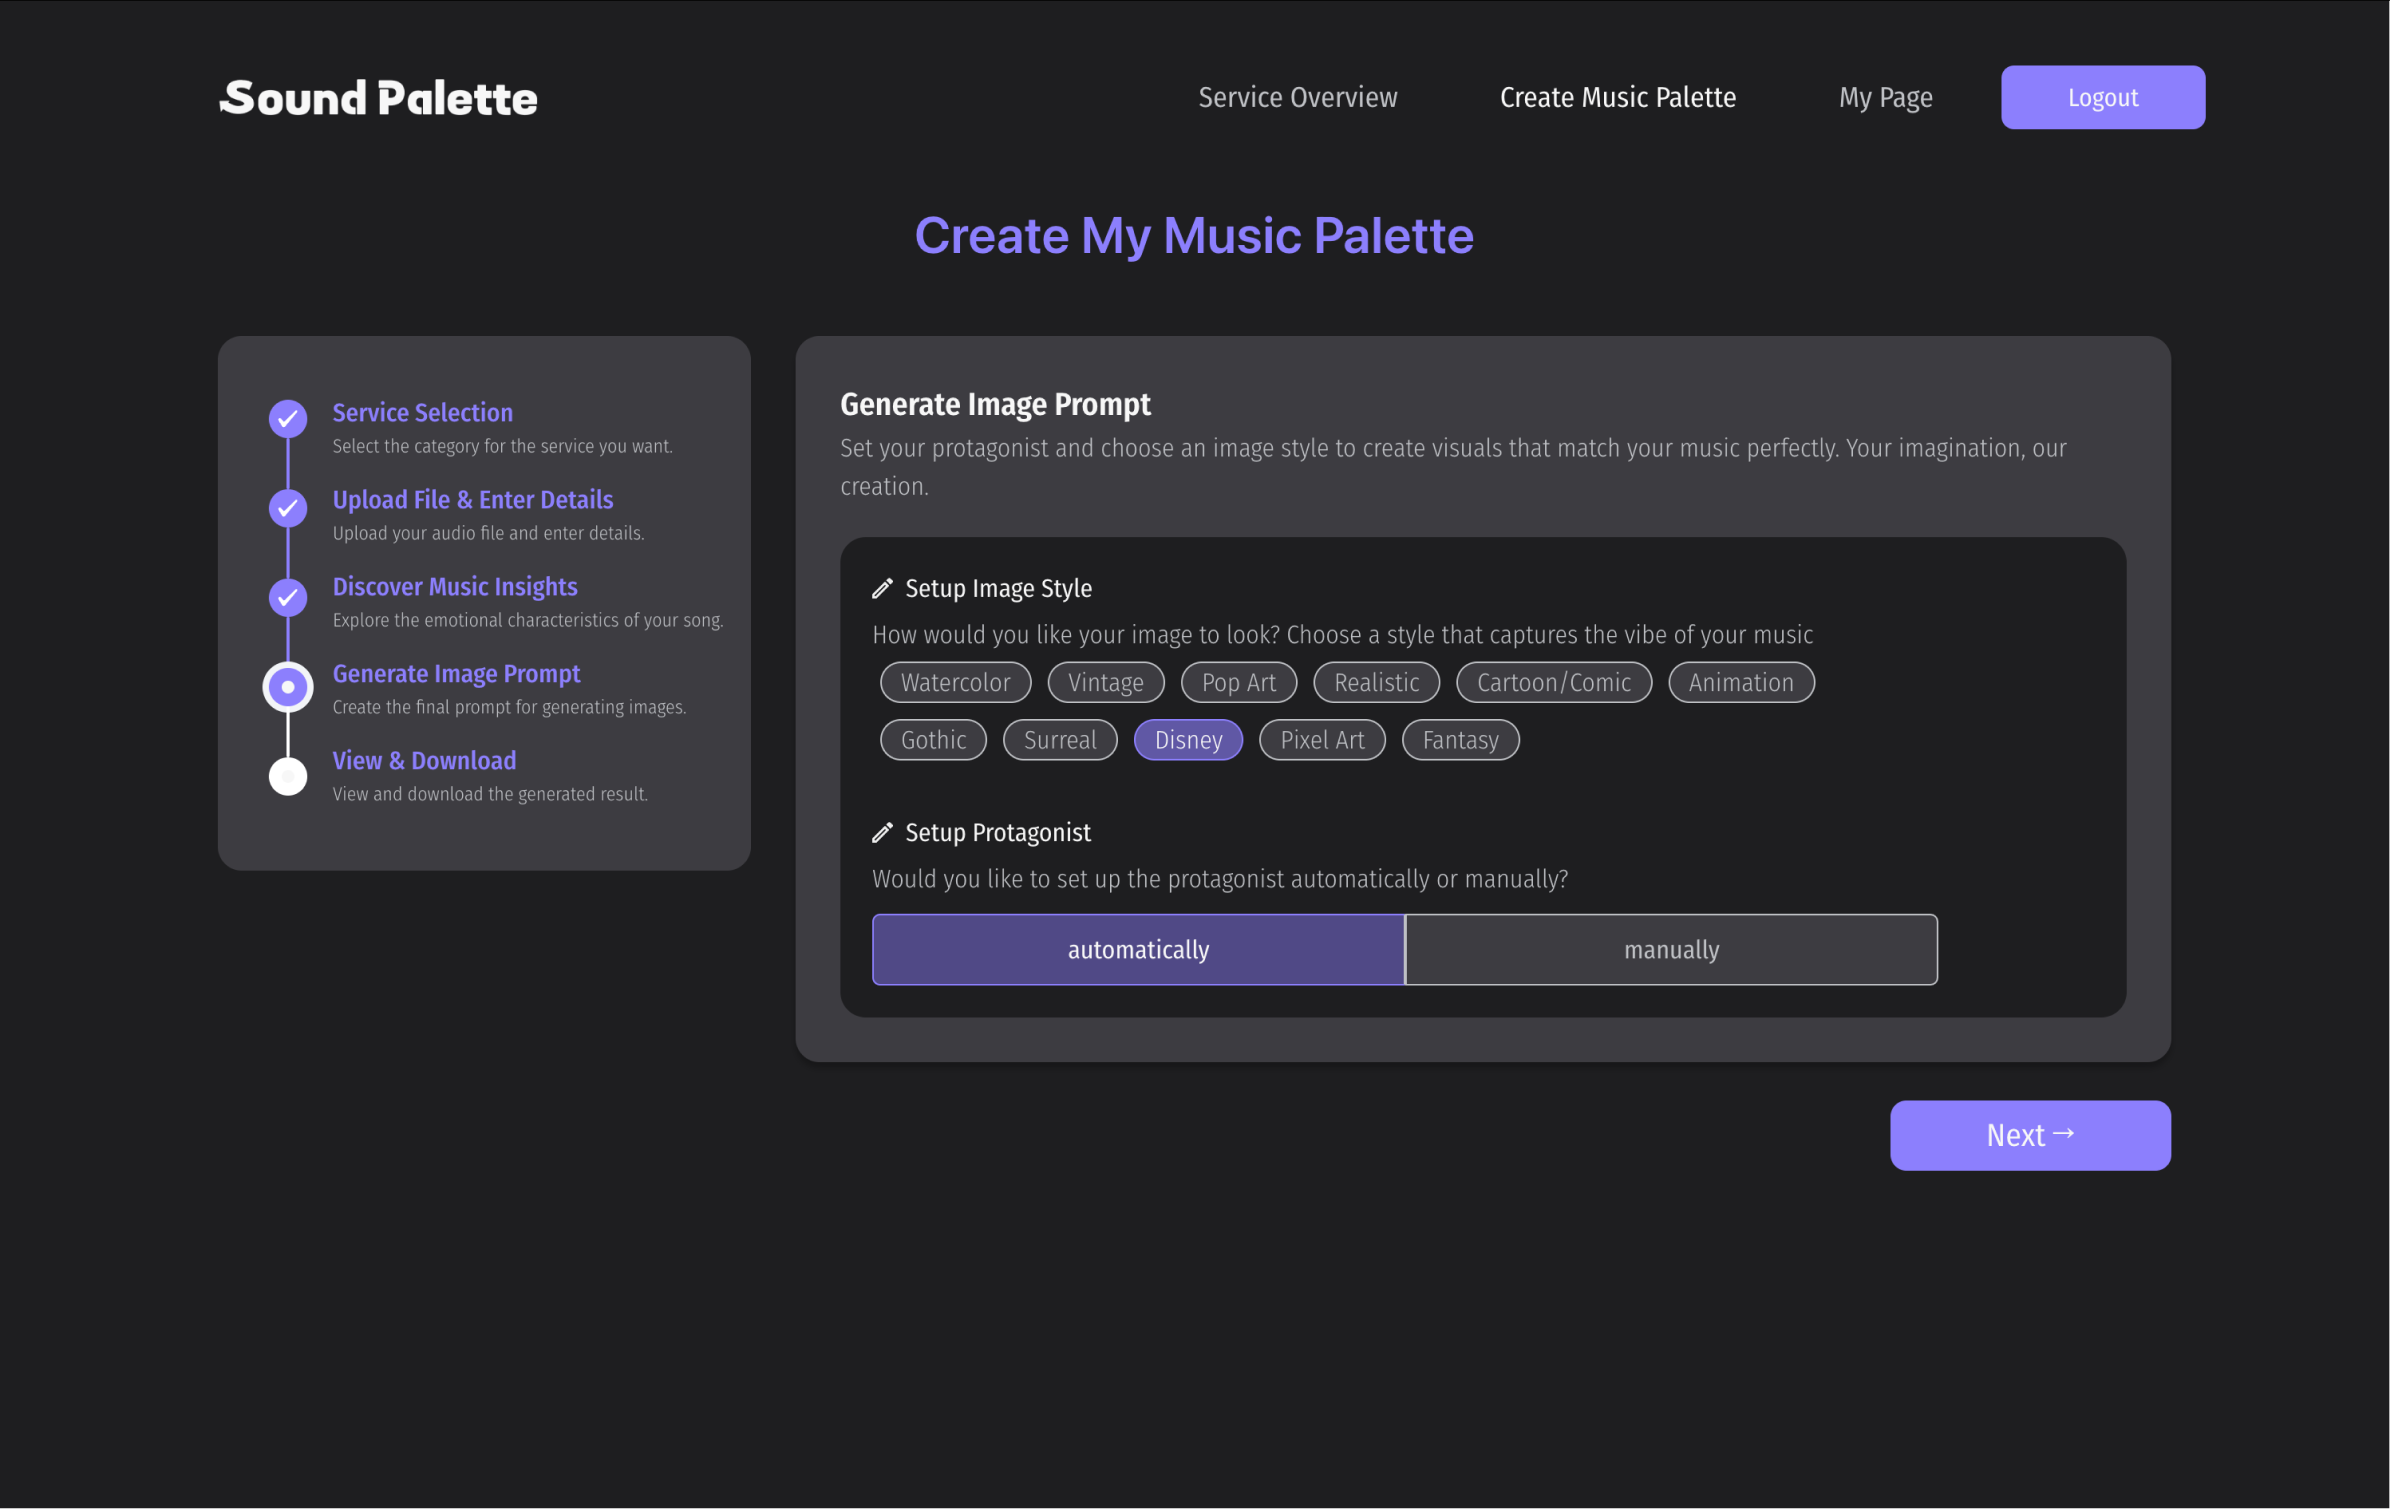 Sound Palette
Service Overview
Create Music Palette
My Page
Logout
Create My Music Palette
Service Selection
Select the category for the service you want.
Upload File & Enter Details
Upload your audio file and enter details.
Discover Music Insights
Explore the emotional characteristics of your song.
Generate Image Prompt
Create the final prompt for generating images.
View & Download
View and download the generated result.
Generate Image Prompt
Set your protagonist and choose an image style to create visuals that match your music perfectly. Your imagination, our
creation.
Setup Image Style
How would you like your image to look? Choose a style that captures the vibe of your music
Watercolor Vintage Pop Art Realistic Cartoon/Comic Animation
Gothic Surreal Disney Pixel Art Fantasy
Setup Protagonist
Would you like to set up the protagonist automatically or manually?
automatically manually
Next →